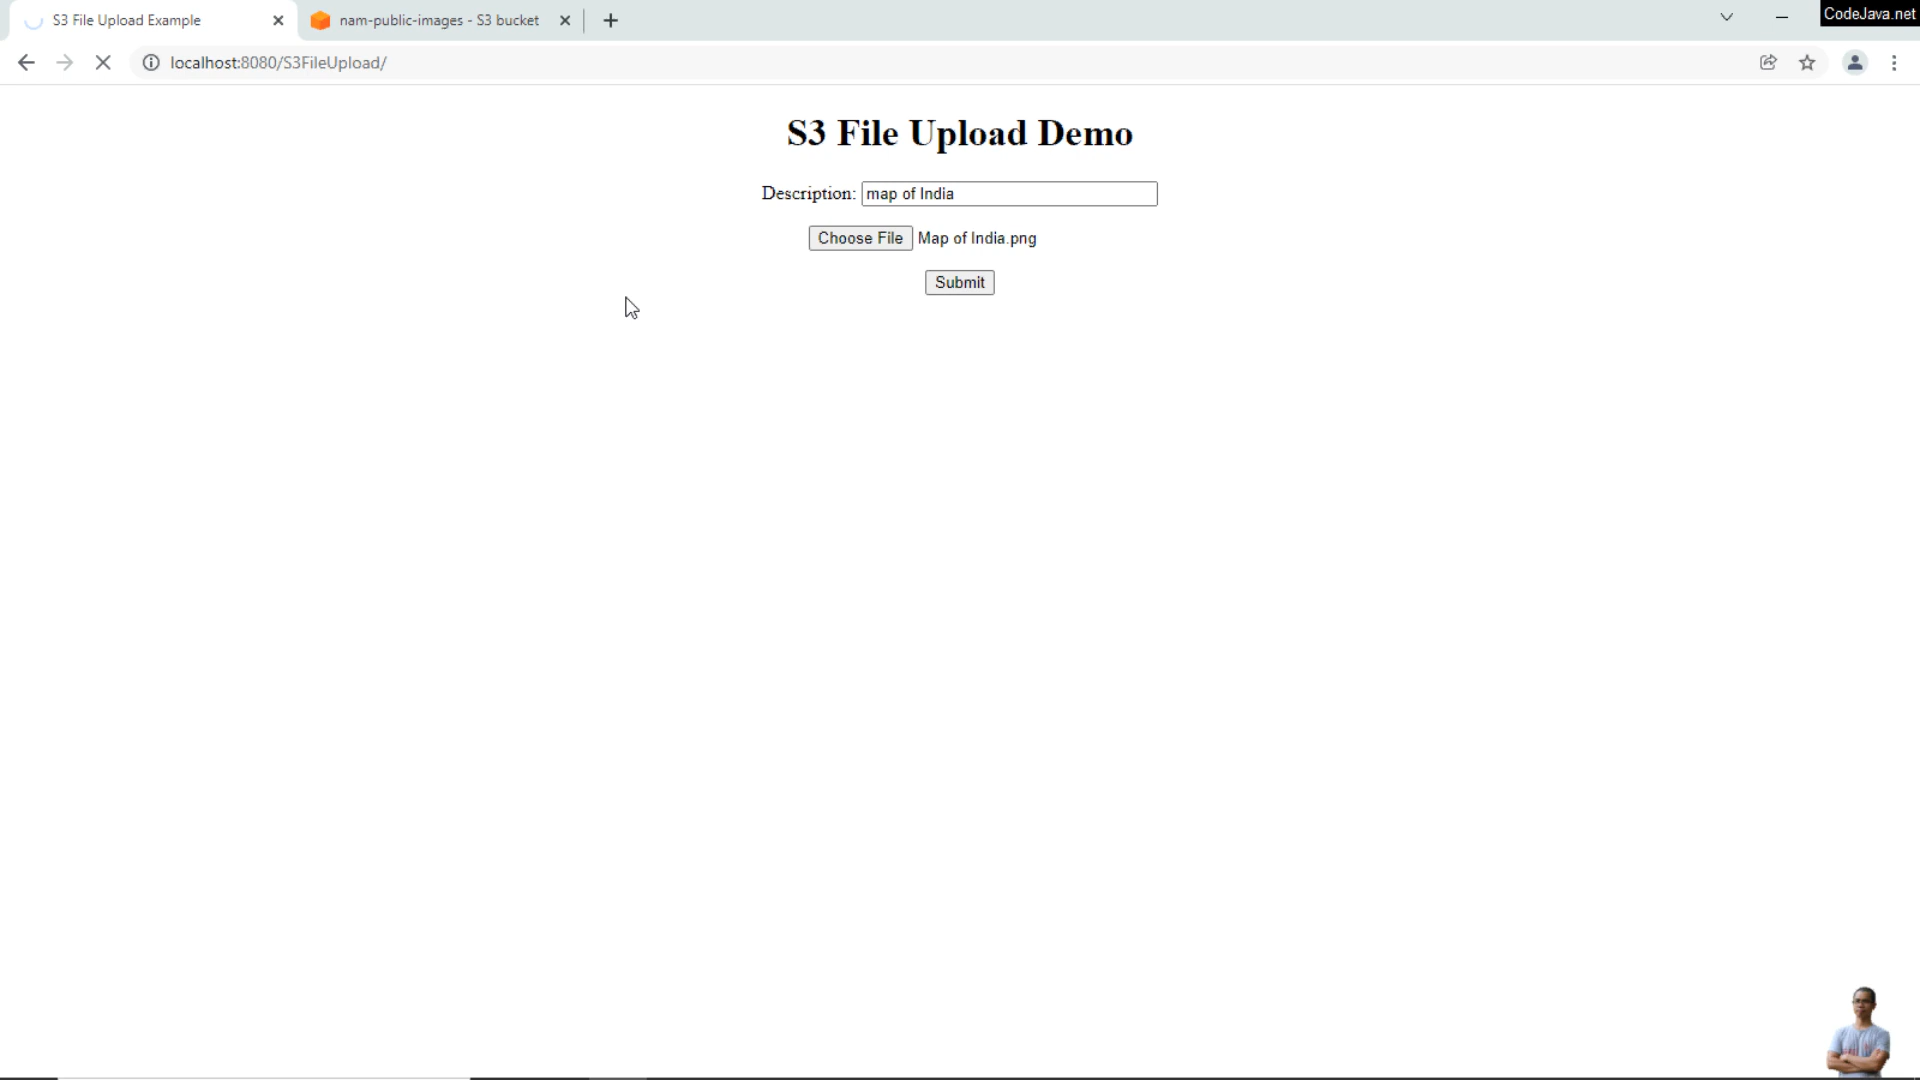 S3 File Upload Example
nam-public-images - S3 bucket
CodeJava.net
localhost:8080/S3FileUpload/
S3 File Upload Demo
Description: map of India
Choose File Map of India.png
Submit